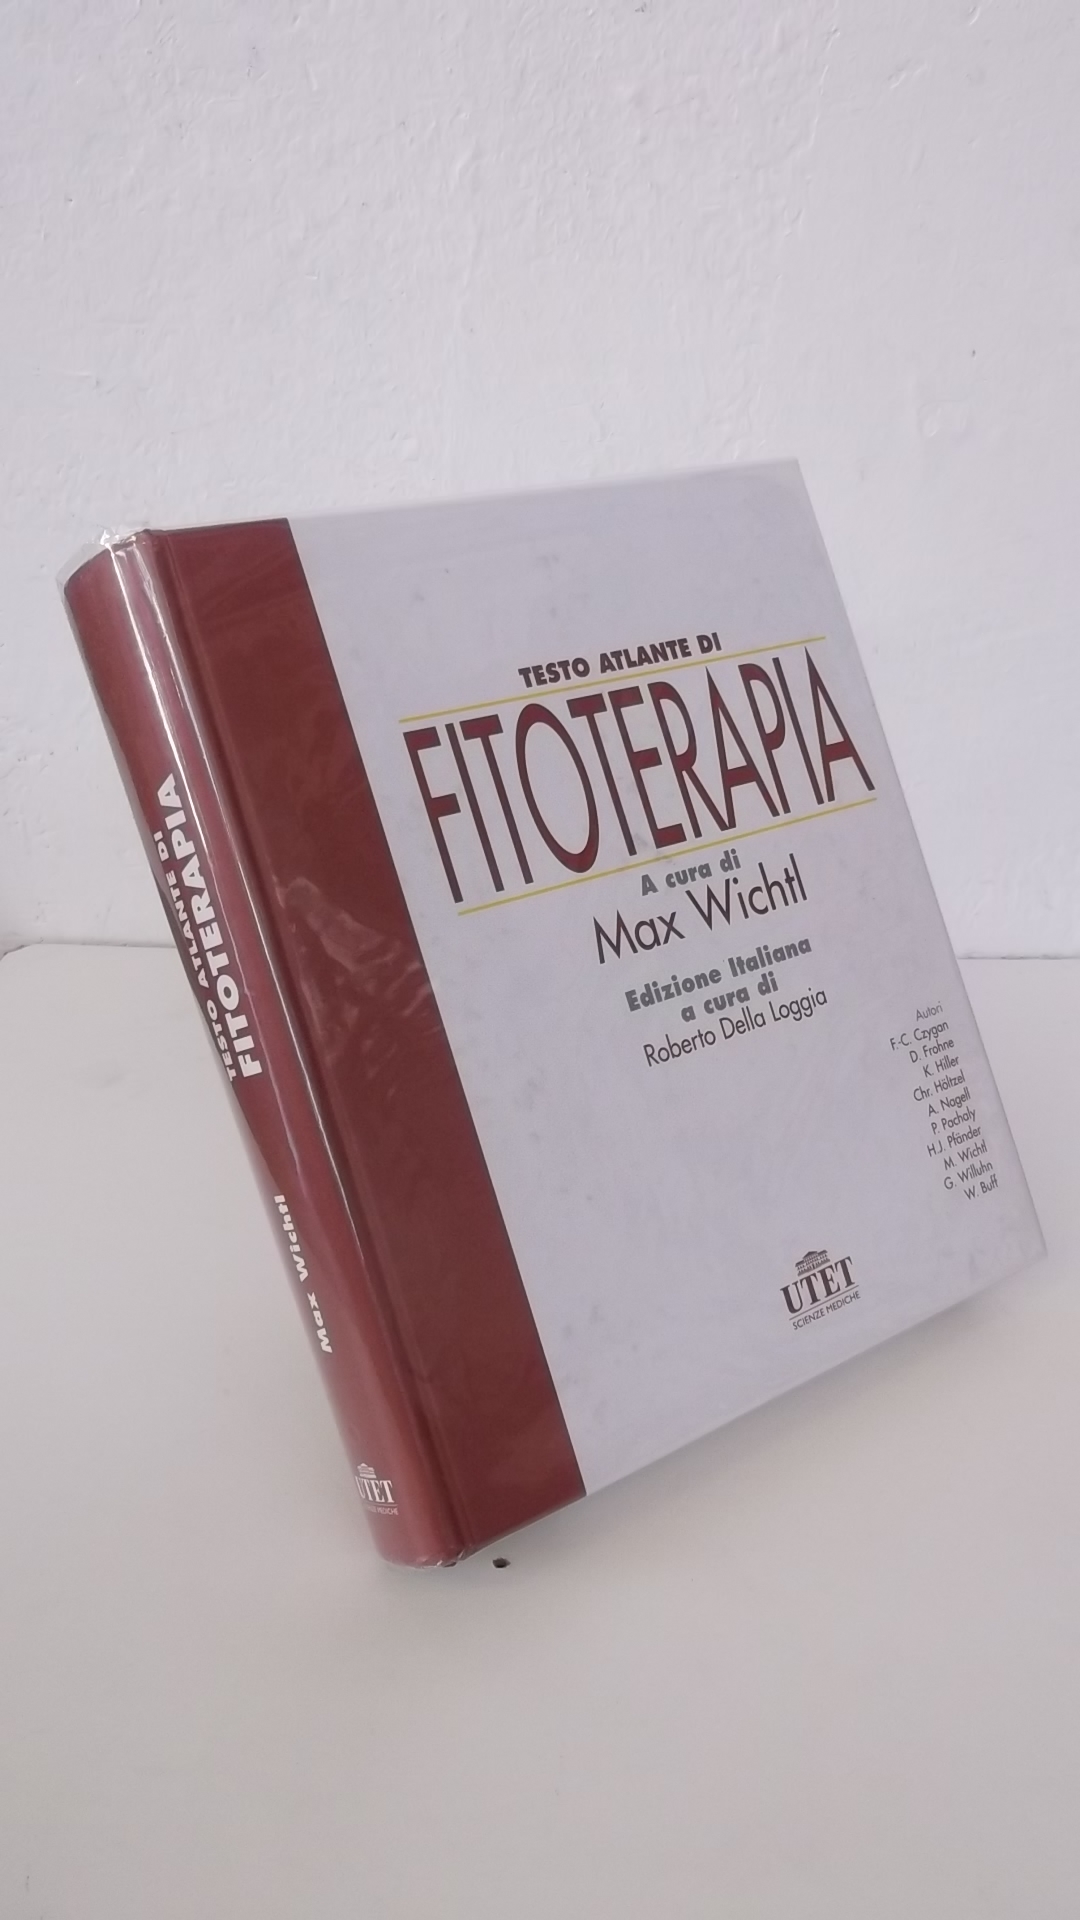 TESTO ATLANTE DI
FITOTERAPIA
A cura di
Max Wichtl
Edizione Italiana
a cura di
Roberto Della Loggia
Autori
F.-C. Czygan
D. Frohne
K. Hiller
Chr. Höltzel
A. Nagell
P. Pachaly
H.J. Pfänder
M. Wichtl
G. Willuhn
W. Buff
UTET
SCIENZE MEDICHE
TESTO ATLANTE DI
FITOTERAPIA
Max Wichtl
UTET
MEDICHE